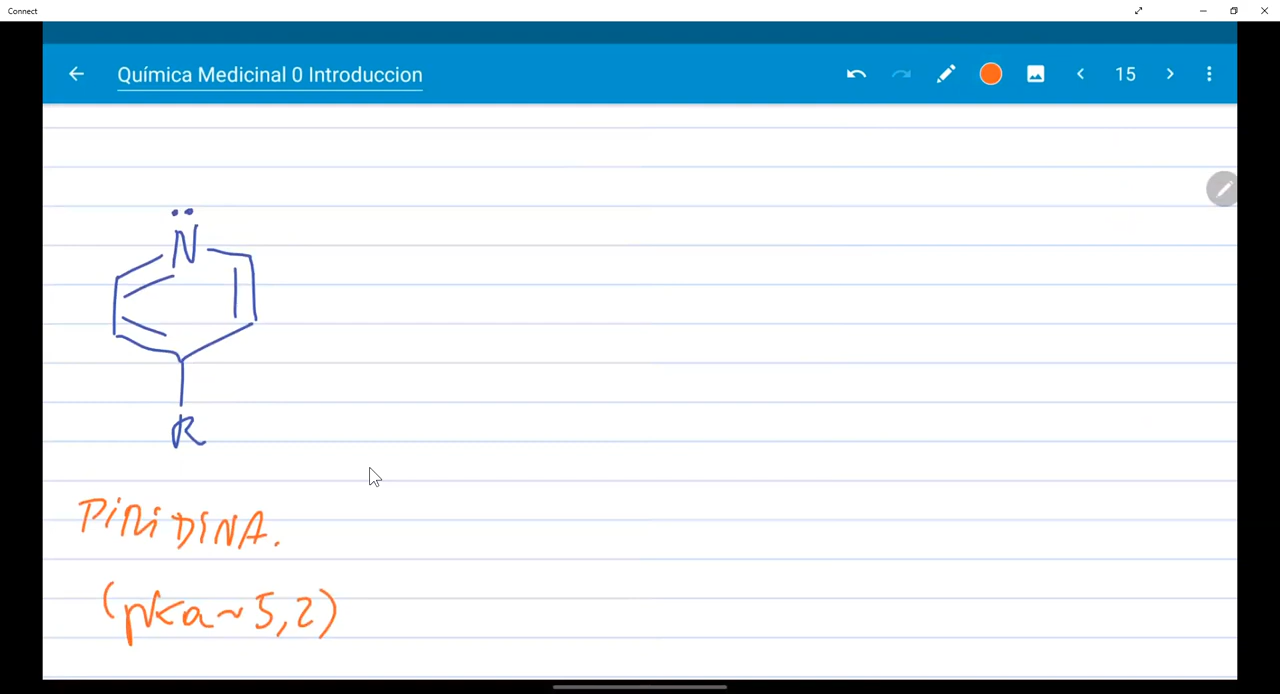 Connect
Química Medicinal 0 Introduccion
15
N
R
PIRIDINA.
(pKa ~ 5,2)